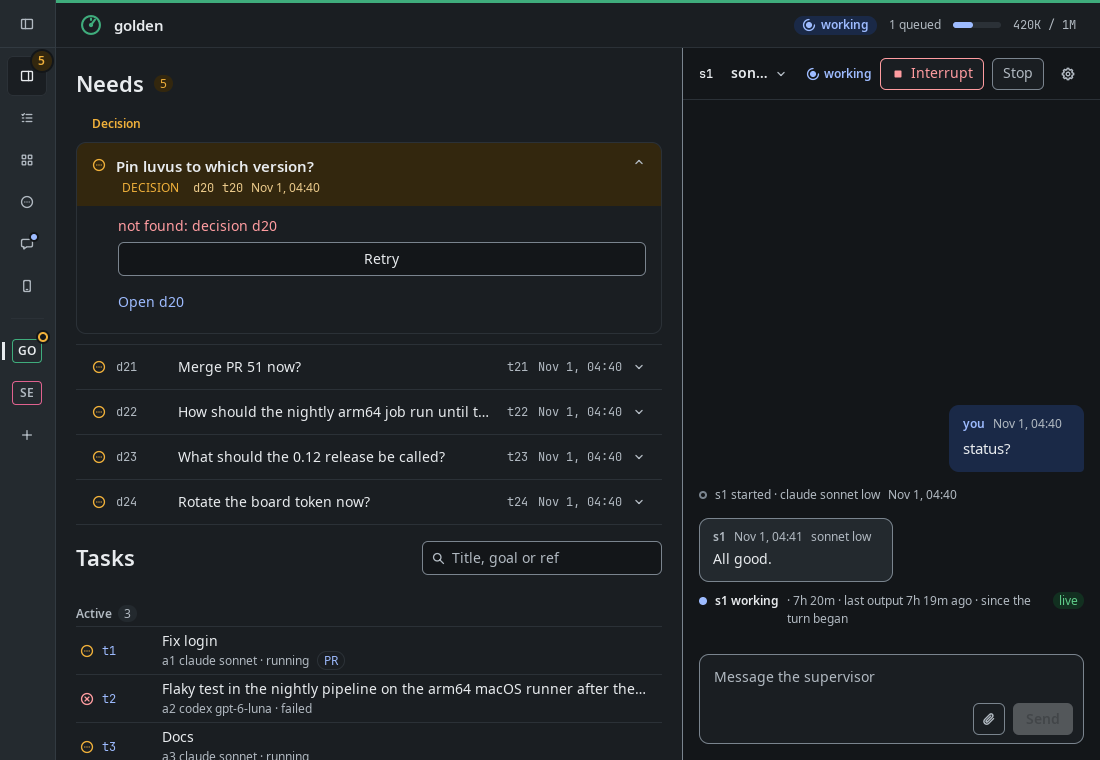 golden
working
1 queued
420K / 1M
5
Needs 5
Decision
Pin luvus to which version?
DECISION d20 t20 Nov 1, 04:40
not found: decision d20
Retry
Open d20
d21 Merge PR 51 now? t21 Nov 1, 04:40
d22 How should the nightly arm64 job run until t... t22 Nov 1, 04:40
d23 What should the 0.12 release be called? t23 Nov 1, 04:40
d24 Rotate the board token now? t24 Nov 1, 04:40
Tasks
Title, goal or ref
Active 3
t1 Fix login
a1 claude sonnet · running PR
t2 Flaky test in the nightly pipeline on the arm64 macOS runner after the...
a2 codex gpt-6-luna · failed
t3 Docs
a3 claude sonnet · running
GO
SE
s1 son... working Interrupt Stop
you Nov 1, 04:40
status?
s1 started · claude sonnet low Nov 1, 04:40
s1 Nov 1, 04:41 sonnet low
All good.
s1 working · 7h 20m · last output 7h 19m ago · since the
turn began
live
Message the supervisor
Send